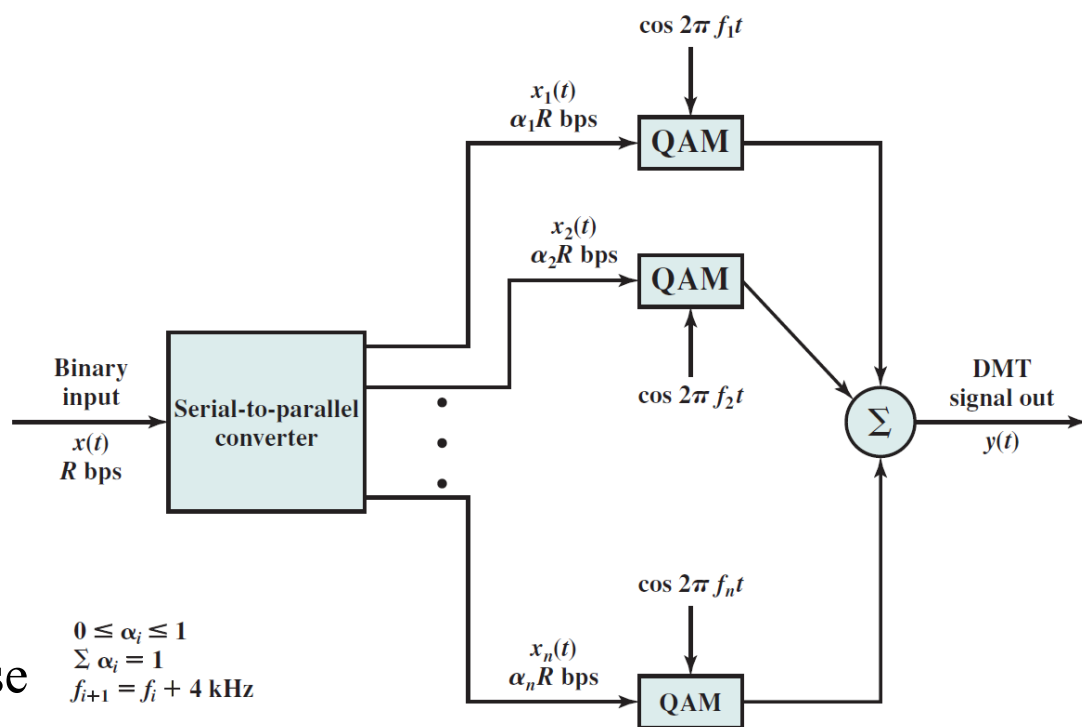 cos 2π f₁t
x₁(t)
α₁R bps
QAM
x₂(t)
α₂R bps
QAM
cos 2π f₂t
Binary
input
x(t)
R bps
Serial-to-parallel
converter
Σ
DMT
signal out
y(t)
cos 2π fₙt
xₙ(t)
αₙR bps
QAM
0 ≤ αᵢ ≤ 1
Σ αᵢ = 1
fᵢ₊₁ = fᵢ + 4 kHz